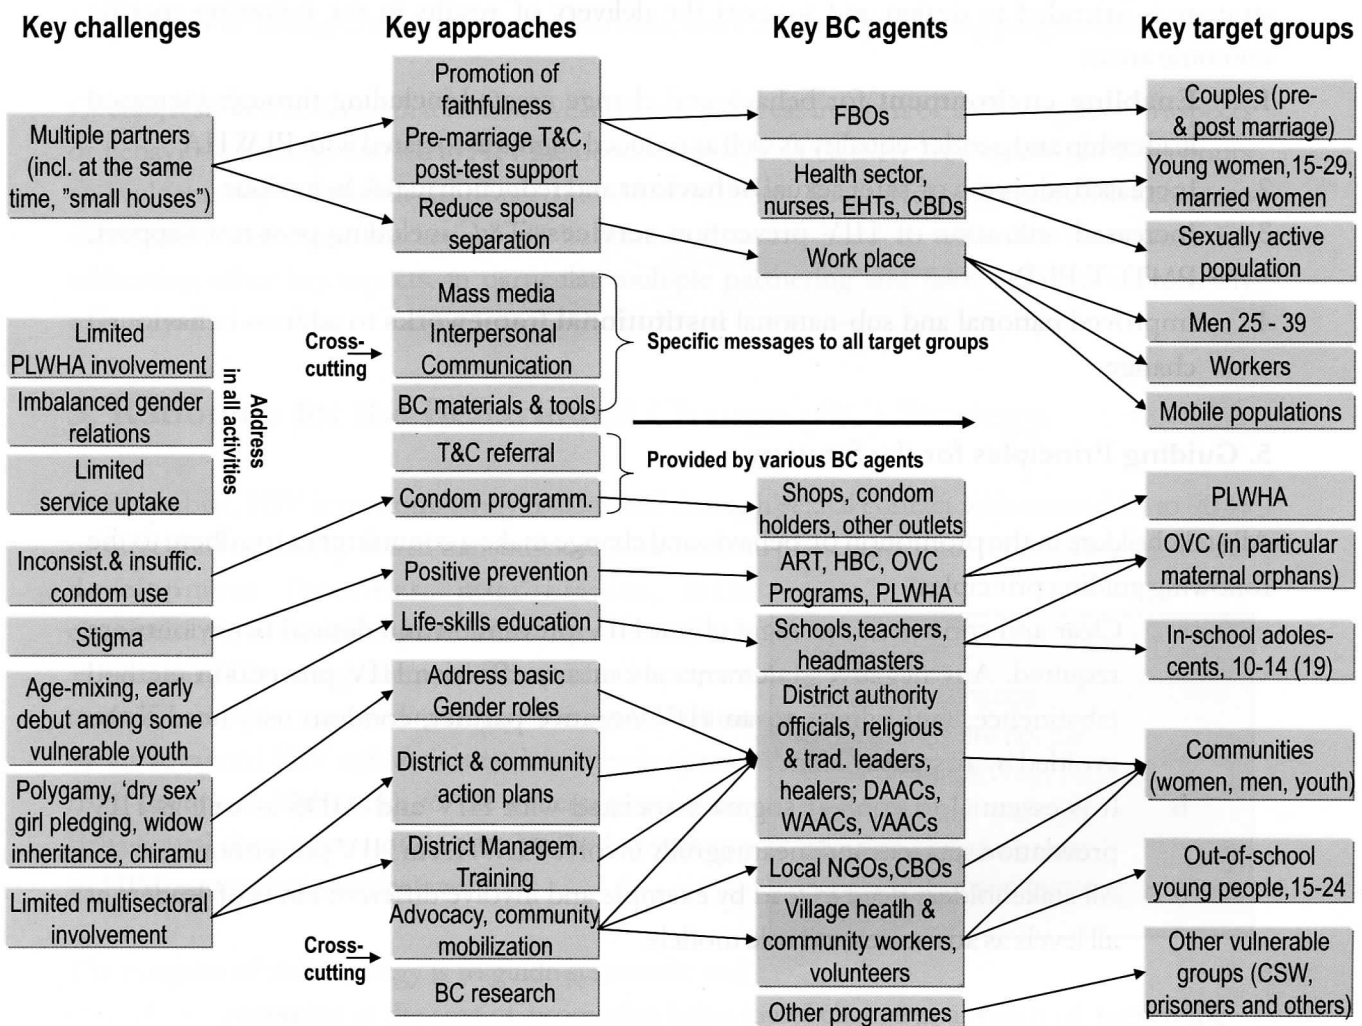 Key challenges
Multiple partners
(incl. at the same
time, ”small houses”)
Limited
PLWHA involvement
Imbalanced gender
relations
Limited
service uptake
Address
in all activities
Inconsist.& insuffic.
condom use
Stigma
Age-mixing, early
debut among some
vulnerable youth
Polygamy, ‘dry sex’
girl pledging, widow
inheritance, chiramu
Limited multisectoral
involvement
Key approaches
Promotion of
faithfulness
Pre-marriage T&C,
post-test support
Reduce spousal
separation
Cross-
cutting
Mass media
Interpersonal
Communication
BC materials & tools
T&C referral
Condom programm.
Positive prevention
Life-skills education
Address basic
Gender roles
District & community
action plans
District Managem.
Training
Advocacy, community
mobilization
Cross-
cutting
BC research
Key BC agents
FBOs
Health sector,
nurses, EHTs, CBDs
Work place
Specific messages to all target groups
Provided by various BC agents
Shops, condom
holders, other outlets
ART, HBC, OVC
Programs, PLWHA
Schools,teachers,
headmasters
District authority
officials, religious
& trad. leaders,
healers; DAACs,
WAACs, VAACs
Local NGOs,CBOs
Village heath &
community workers,
volunteers
Other programmes
Key target groups
Couples (pre-
& post marriage)
Young women,15-29,
married women
Sexually active
population
Men 25 - 39
Workers
Mobile populations
PLWHA
OVC (in particular
maternal orphans)
In-school adoles-
cents, 10-14 (19)
Communities
(women, men, youth)
Out-of-school
young people,15-24
Other vulnerable
groups (CSW,
prisoners and others)